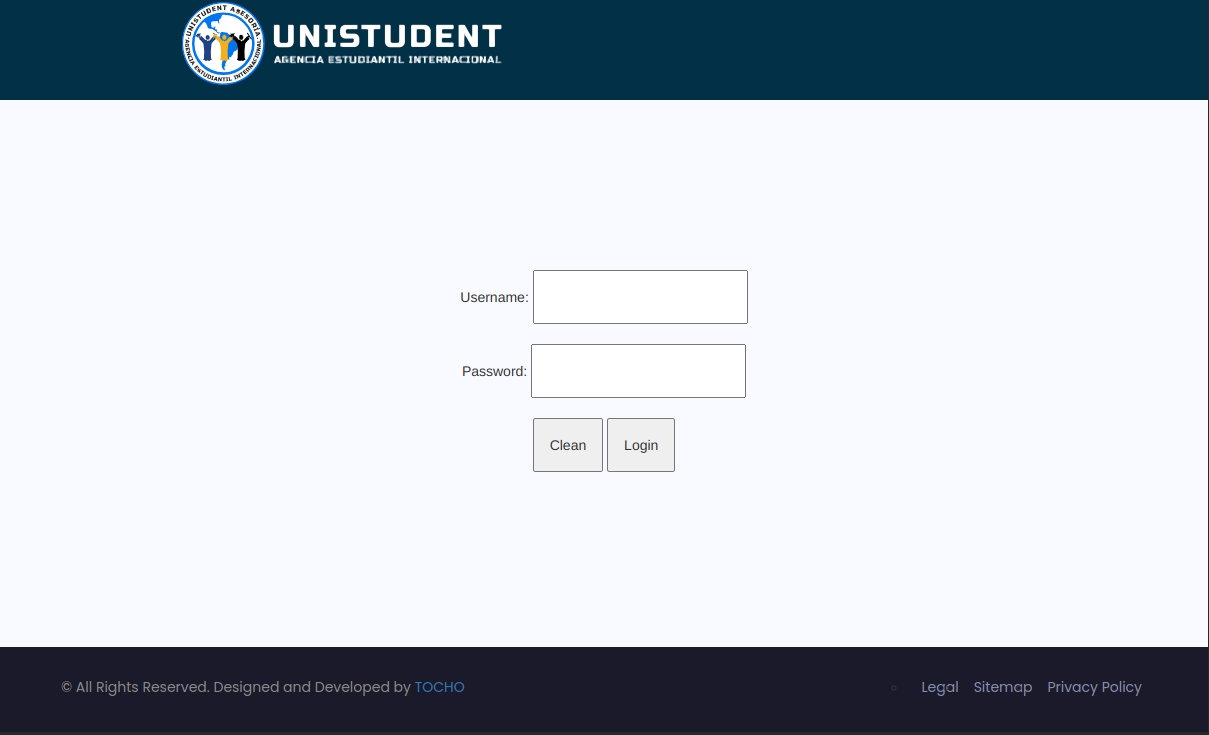 UNISTUDENT ASESORÍA
AGENCIA ESTUDIANTIL INTERNACIONAL
UNISTUDENT
AGENCIA ESTUDIANTIL INTERNACIONAL
Username:
Password:
Clean Login
© All Rights Reserved. Designed and Developed by TOCHO
Legal Sitemap Privacy Policy